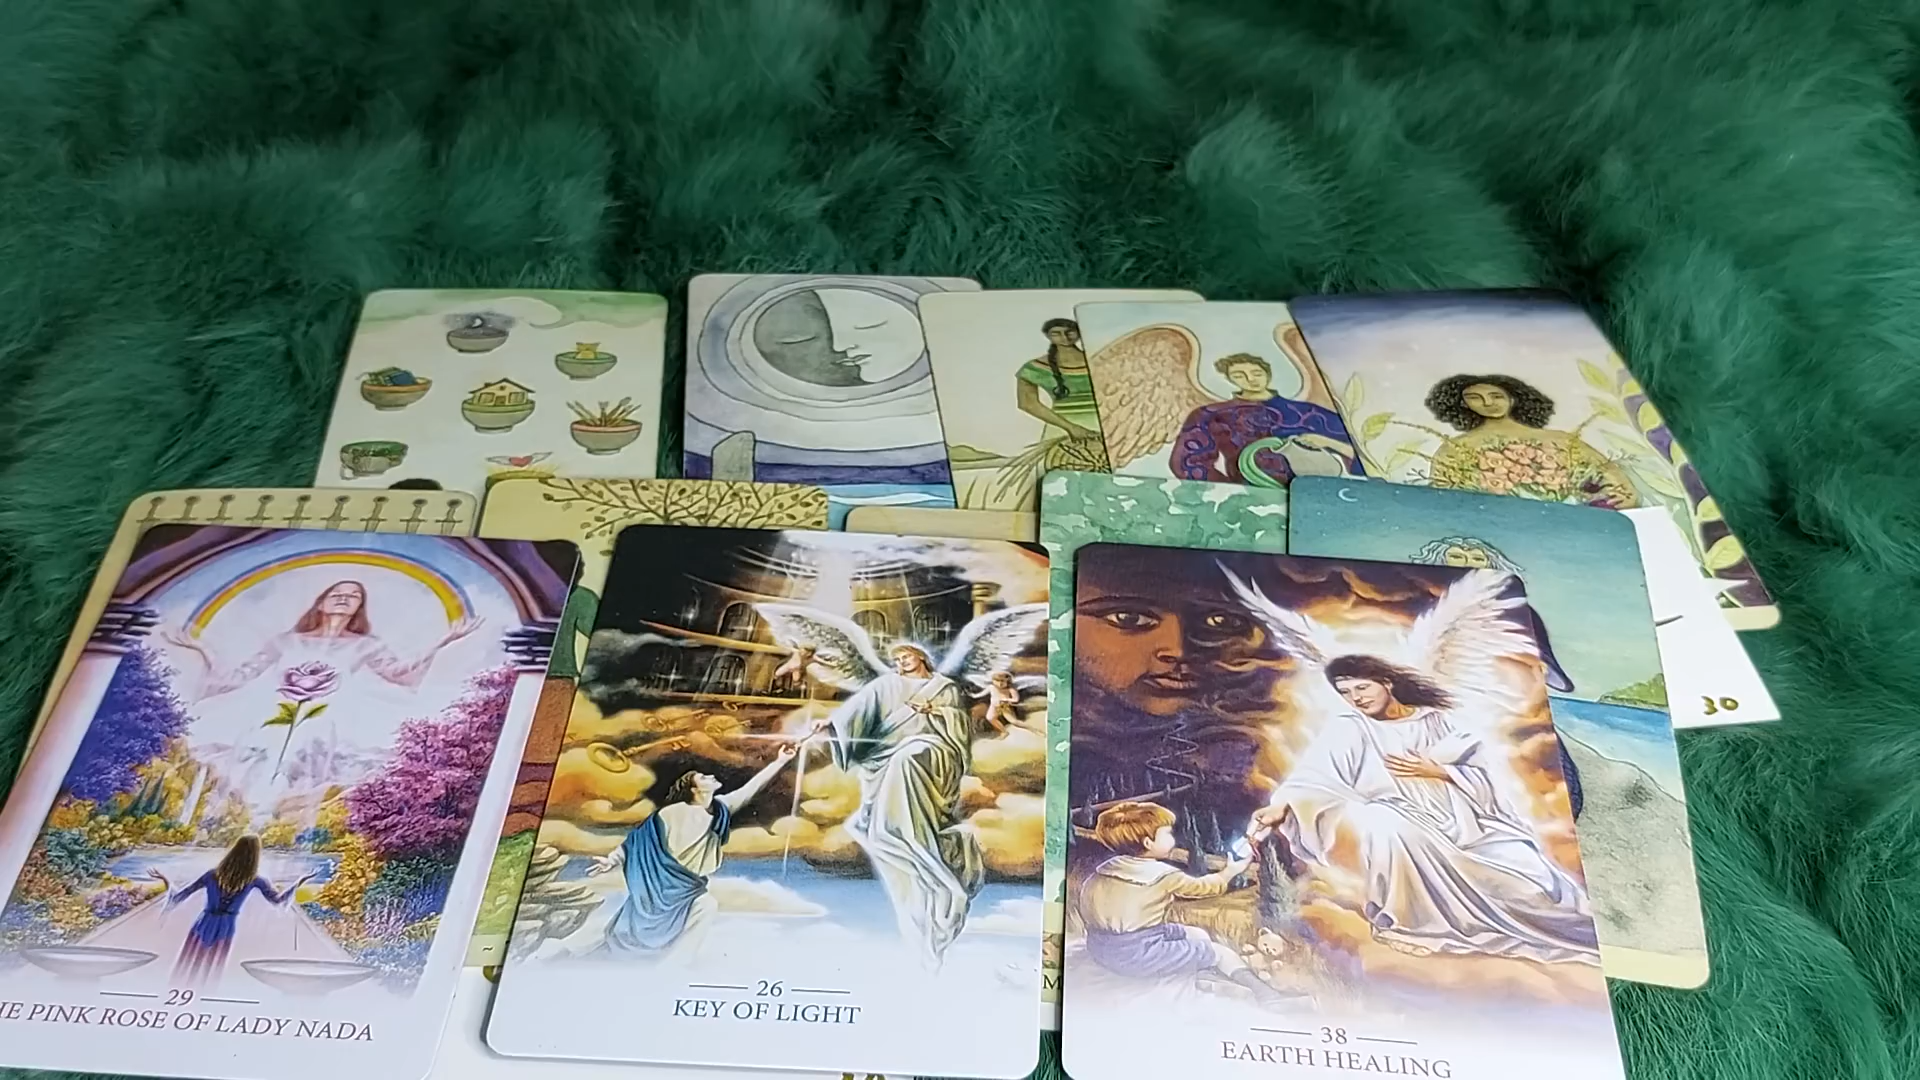 30
29
HE PINK ROSE OF LADY NADA
26
KEY OF LIGHT
M
38
EARTH HEALING